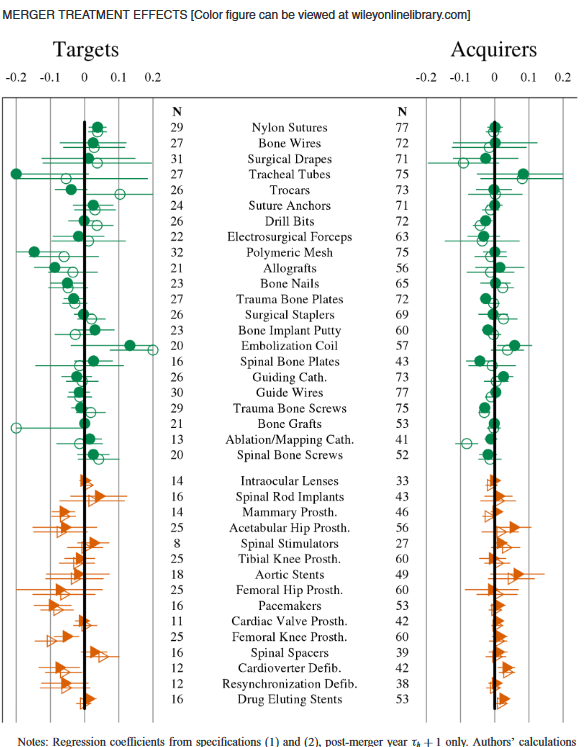 MERGER TREATMENT EFFECTS [Color figure can be viewed at wileyonlinelibrary.com]
Targets Acquirers
-0.2 -0.1 0 0.1 0.2 -0.2 -0.1 0 0.1 0.2
N N
29 Nylon Sutures 77
27 Bone Wires 72
31 Surgical Drapes 71
27 Tracheal Tubes 75
26 Trocars 73
24 Suture Anchors 71
26 Drill Bits 72
22 Electrosurgical Forceps 63
32 Polymeric Mesh 75
21 Allografts 56
23 Bone Nails 65
27 Trauma Bone Plates 72
26 Surgical Staplers 69
23 Bone Implant Putty 60
20 Embolization Coil 57
16 Spinal Bone Plates 43
26 Guiding Cath. 73
30 Guide Wires 77
29 Trauma Bone Screws 75
21 Bone Grafts 53
13 Ablation/Mapping Cath. 41
20 Spinal Bone Screws 52
14 Intraocular Lenses 33
16 Spinal Rod Implants 43
14 Mammary Prosth. 46
25 Acetabular Hip Prosth. 56
8 Spinal Stimulators 27
25 Tibial Knee Prosth. 60
18 Aortic Stents 49
25 Femoral Hip Prosth. 60
16 Pacemakers 53
11 Cardiac Valve Prosth. 42
25 Femoral Knee Prosth. 60
16 Spinal Spacers 39
12 Cardioverter Defib. 42
12 Resynchronization Defib. 38
16 Drug Eluting Stents 53
Notes: Regression coefficients from specifications (1) and (2), post-merger year τₕ + 1 only. Authors' calculations